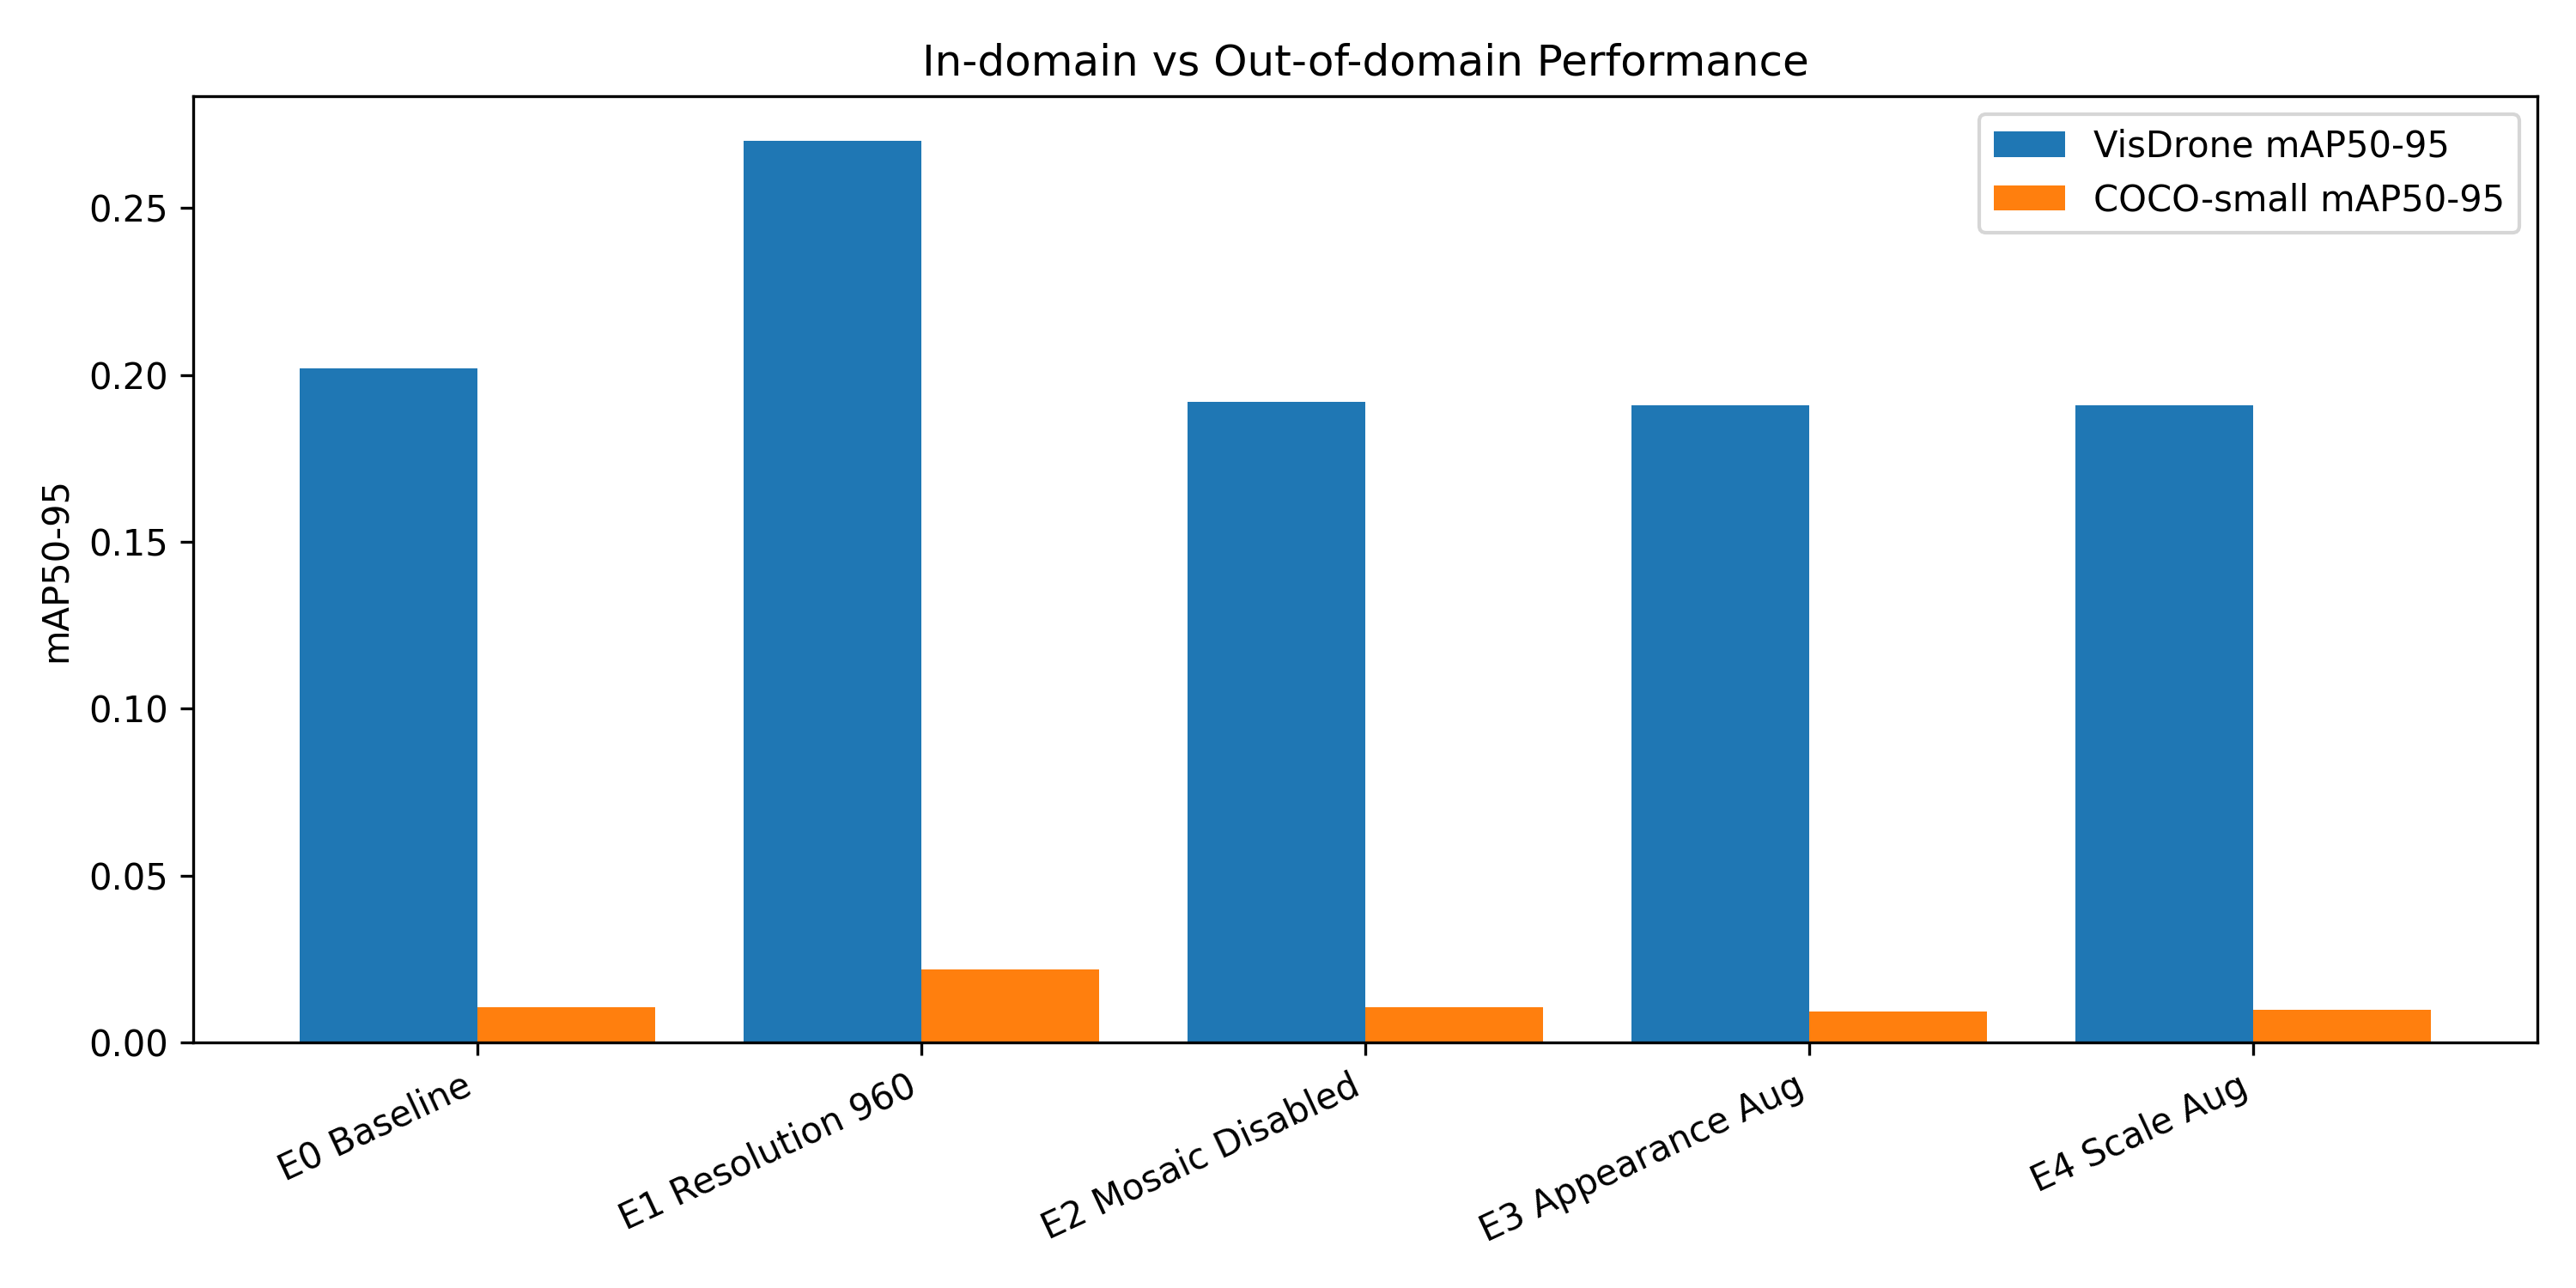 In-domain vs Out-of-domain Performance
VisDrone mAP50-95
COCO-small mAP50-95
mAP50-95
0.25
0.20
0.15
0.10
0.05
0.00
E0 Baseline
E1 Resolution 960
E2 Mosaic Disabled
E3 Appearance Aug
E4 Scale Aug